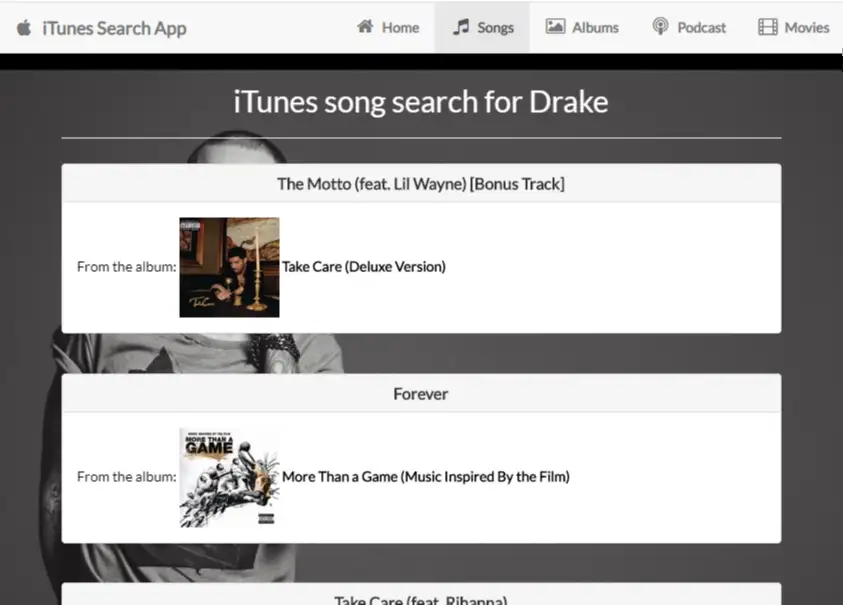 iTunes Search App
Home
Songs
Albums
Podcast
Movies
iTunes song search for Drake
The Motto (feat. Lil Wayne) [Bonus Track]
From the album:
Take Care (Deluxe Version)
Forever
From the album:
MORE THAN A
GAME
More Than a Game (Music Inspired By the Film)
Take Care (feat. Rihanna)